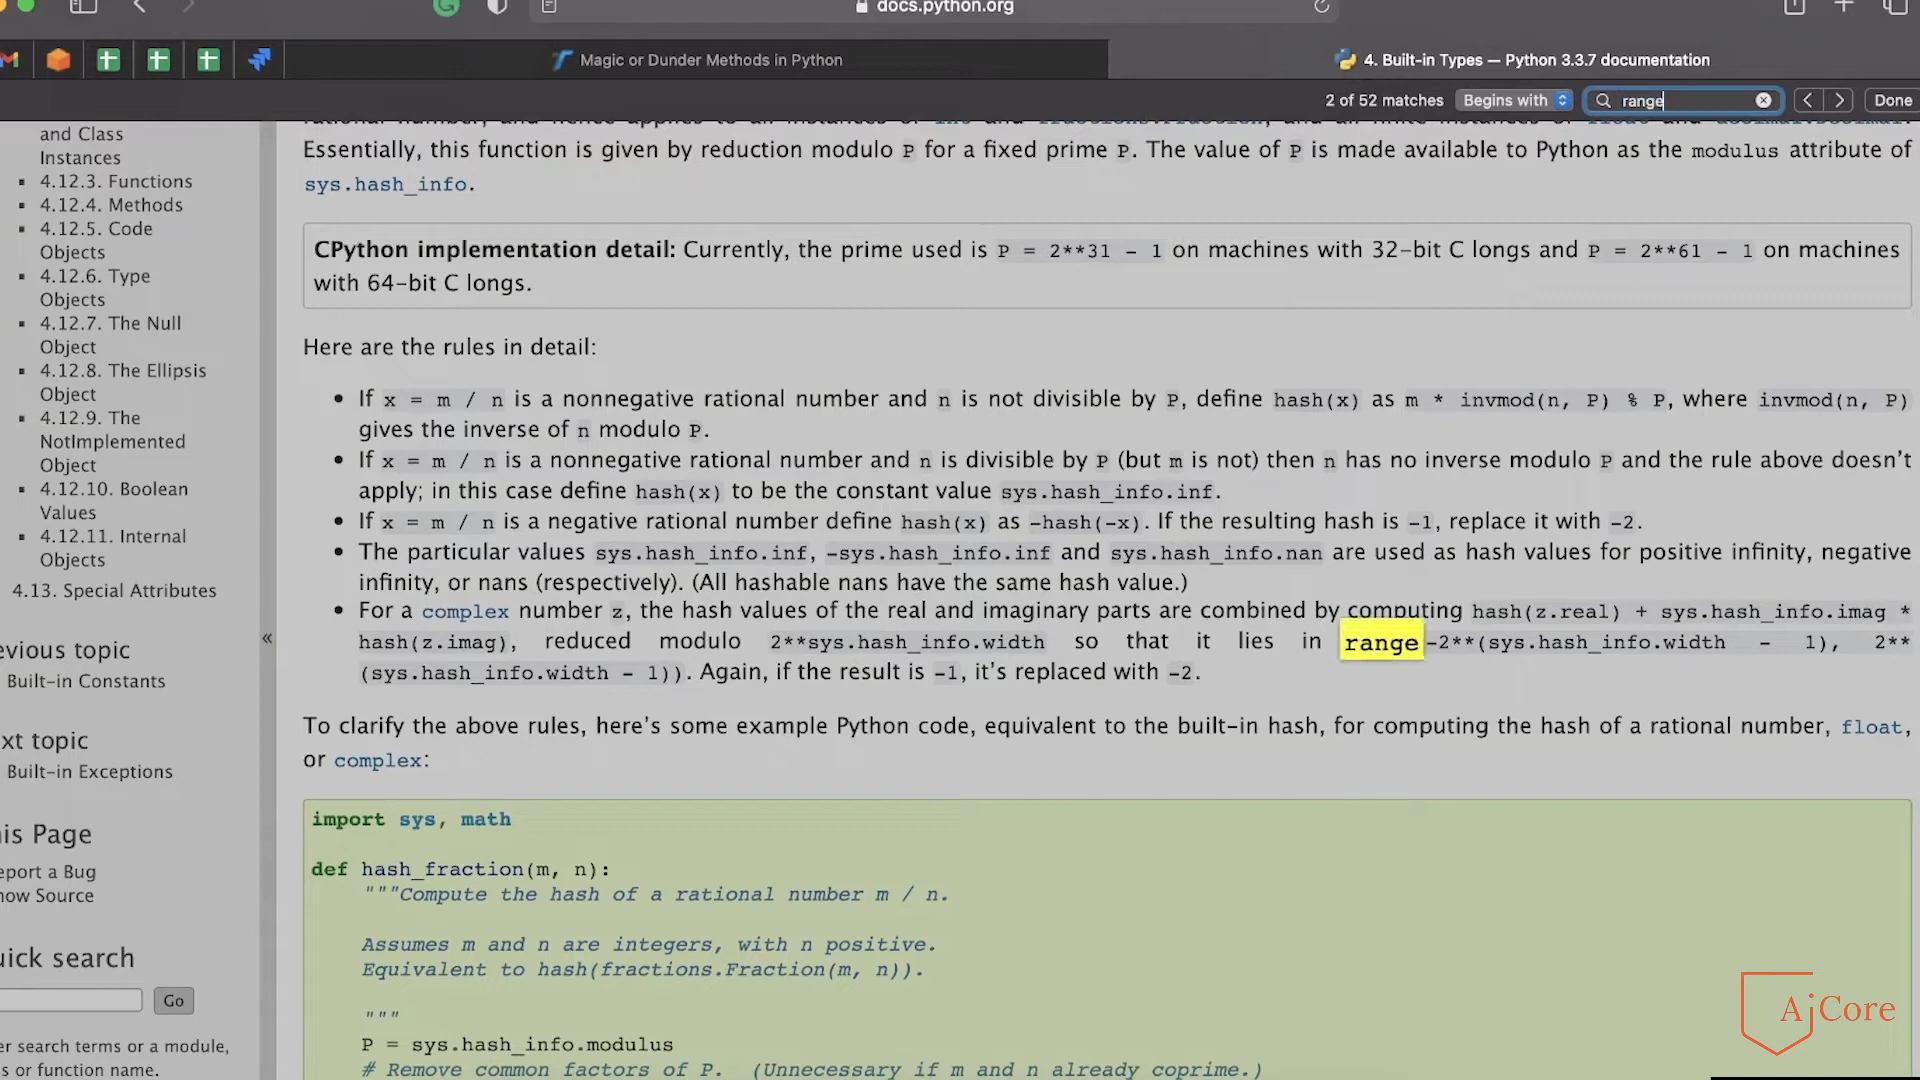 docs.python.org
Magic or Dunder Methods in Python
4. Built-in Types — Python 3.3.7 documentation
2 of 52 matches
Begins with
range
Done
and Class
Instances
4.12.3. Functions
4.12.4. Methods
4.12.5. Code
Objects
4.12.6. Type
Objects
4.12.7. The Null
Object
4.12.8. The Ellipsis
Object
4.12.9. The
NotImplemented
Object
4.12.10. Boolean
Values
4.12.11. Internal
Objects
4.13. Special Attributes
evious topic
Built-in Constants
xt topic
Built-in Exceptions
his Page
eport a Bug
how Source
uick search
Go
er search terms or a module,
s or function name.
«
Essentially, this function is given by reduction modulo P for a fixed prime P. The value of P is made available to Python as the modulus attribute of
sys.hash_info.
CPython implementation detail: Currently, the prime used is P = 2**31 - 1 on machines with 32-bit C longs and P = 2**61 - 1 on machines
with 64-bit C longs.
Here are the rules in detail:
• If x = m / n is a nonnegative rational number and n is not divisible by P, define hash(x) as m * invmod(n, P) % P, where invmod(n, P)
gives the inverse of n modulo P.
• If x = m / n is a nonnegative rational number and n is divisible by P (but m is not) then n has no inverse modulo P and the rule above doesn't
apply; in this case define hash(x) to be the constant value sys.hash_info.inf.
• If x = m / n is a negative rational number define hash(x) as -hash(-x). If the resulting hash is -1, replace it with -2.
• The particular values sys.hash_info.inf, -sys.hash_info.inf and sys.hash_info.nan are used as hash values for positive infinity, negative
infinity, or nans (respectively). (All hashable nans have the same hash value.)
• For a complex number z, the hash values of the real and imaginary parts are combined by computing hash(z.real) + sys.hash_info.imag *
hash(z.imag), reduced modulo 2**sys.hash_info.width so that it lies in range -2**(sys.hash_info.width - 1), 2**
(sys.hash_info.width - 1)). Again, if the result is -1, it's replaced with -2.
To clarify the above rules, here's some example Python code, equivalent to the built-in hash, for computing the hash of a rational number, float,
or complex:
import sys, math
def hash_fraction(m, n):
"""Compute the hash of a rational number m / n.
Assumes m and n are integers, with n positive.
Equivalent to hash(fractions.Fraction(m, n)).
"""
P = sys.hash_info.modulus
# Remove common factors of P. (Unnecessary if m and n already coprime.)
AiCore